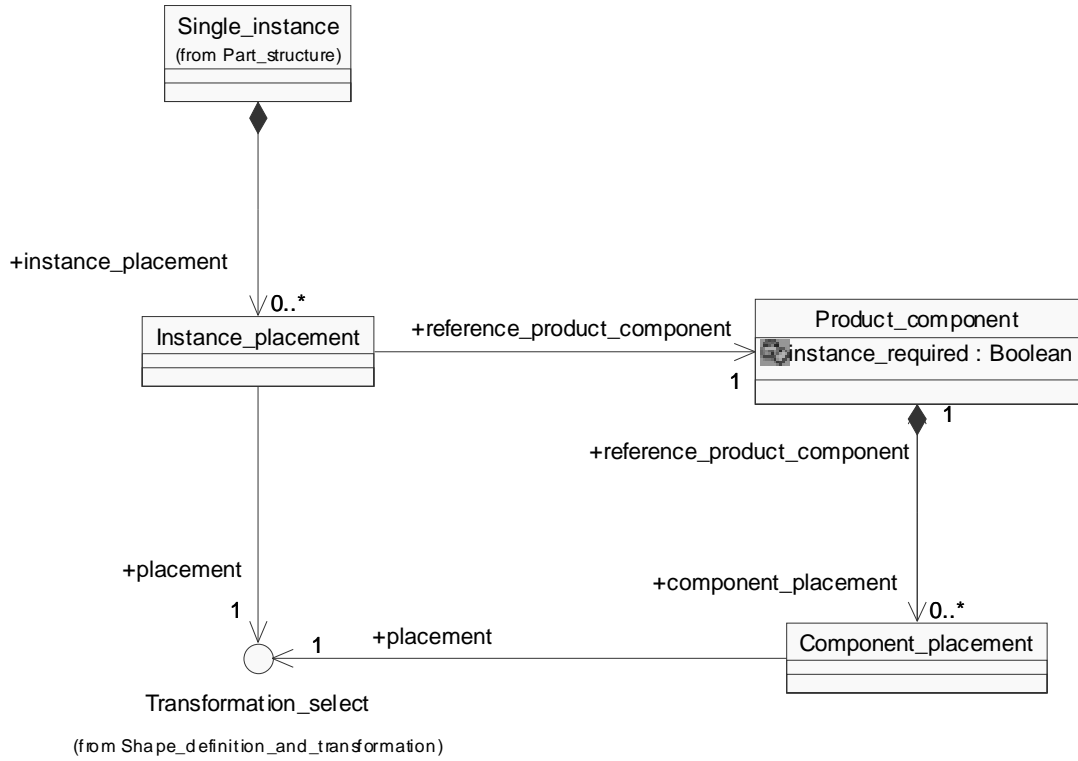 Single_instance
(from Part_structure)
+instance_placement
0..*
Instance_placement
+reference_product_component
1
Product_component
instance_required : Boolean
1
+reference_product_component
+placement
1
+component_placement
0..*
Component_placement
+placement
1
Transformation_select
(from Shape_definition_and_transformation)